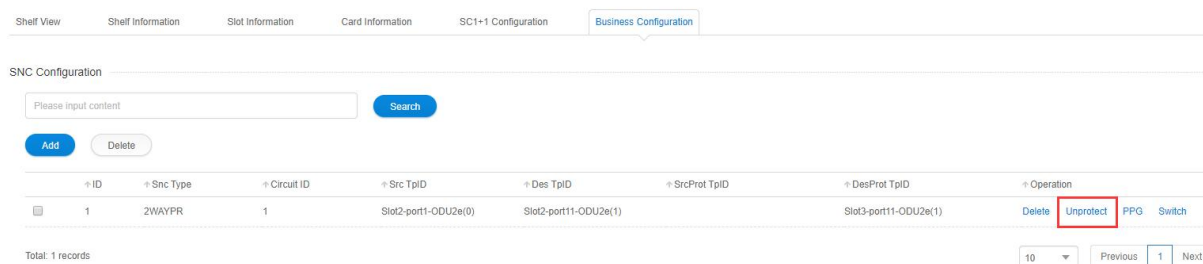 Shelf View Shelf Information Slot Information Card Information SC1+1 Configuration Business Configuration
SNC Configuration
Please input content Search
Add Delete
↑ID ↑Snc Type ↑Circuit ID ↑Src TpID ↑Des TpID ↑SrcProt TpID ↑DesProt TpID ↑Operation
1 2WAYPR 1 Slot2-port1-ODU2e(0) Slot2-port11-ODU2e(1) Slot3-port11-ODU2e(1) Delete Unprotect PPG Switch
Total: 1 records 10 Previous 1 Next